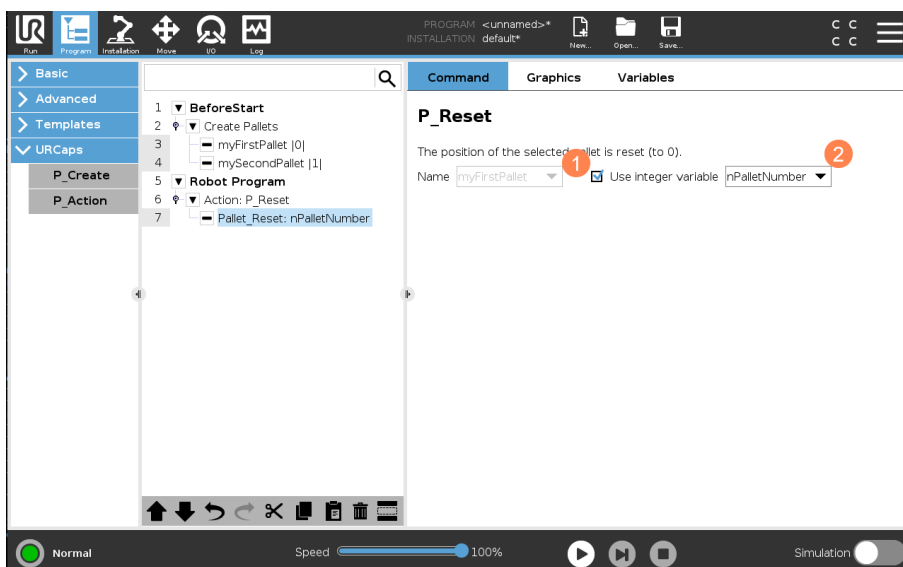 PROGRAM <unnamed>*
INSTALLATION default*
UR
Run Program Installation Move I/O Log New... Open... Save...
C C
C C
Basic
Advanced
Templates
URCaps
P_Create
P_Action
1 BeforeStart
2 Create Pallets
3 myFirstPallet |0|
4 mySecondPallet |1|
5 Robot Program
6 Action: P_Reset
7 Pallet_Reset: nPalletNumber
Command Graphics Variables
P_Reset
The position of the selected pallet is reset (to 0).
1
2
Name myFirstPallet Use integer variable nPalletNumber
Normal Speed 100% Simulation